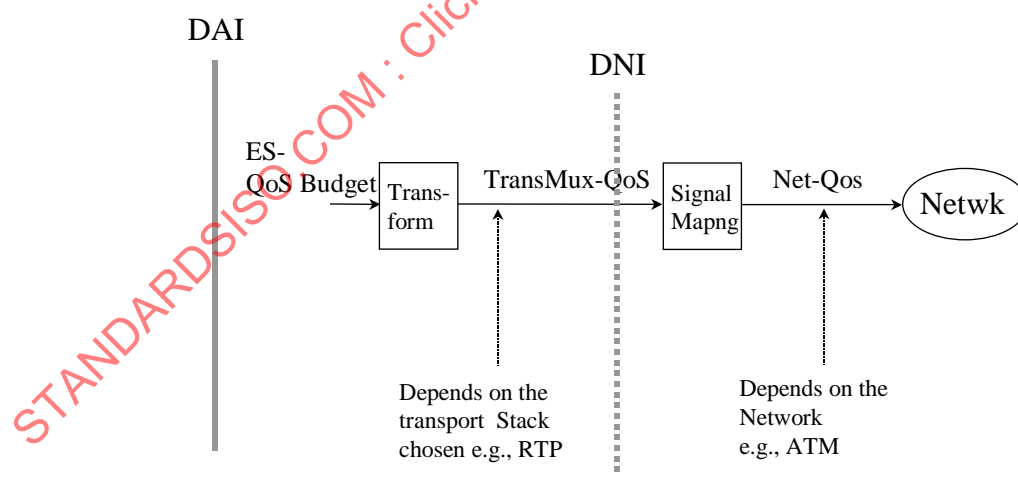 DAI
DNI
ES-
QoS Budget
Trans-
form
TransMux-QoS
Signal
Mapng
Net-Qos
Netwk
Depends on the
transport Stack
chosen e.g., RTP
Depends on the
Network
e.g., ATM
STANDARDSISO.COM : Click